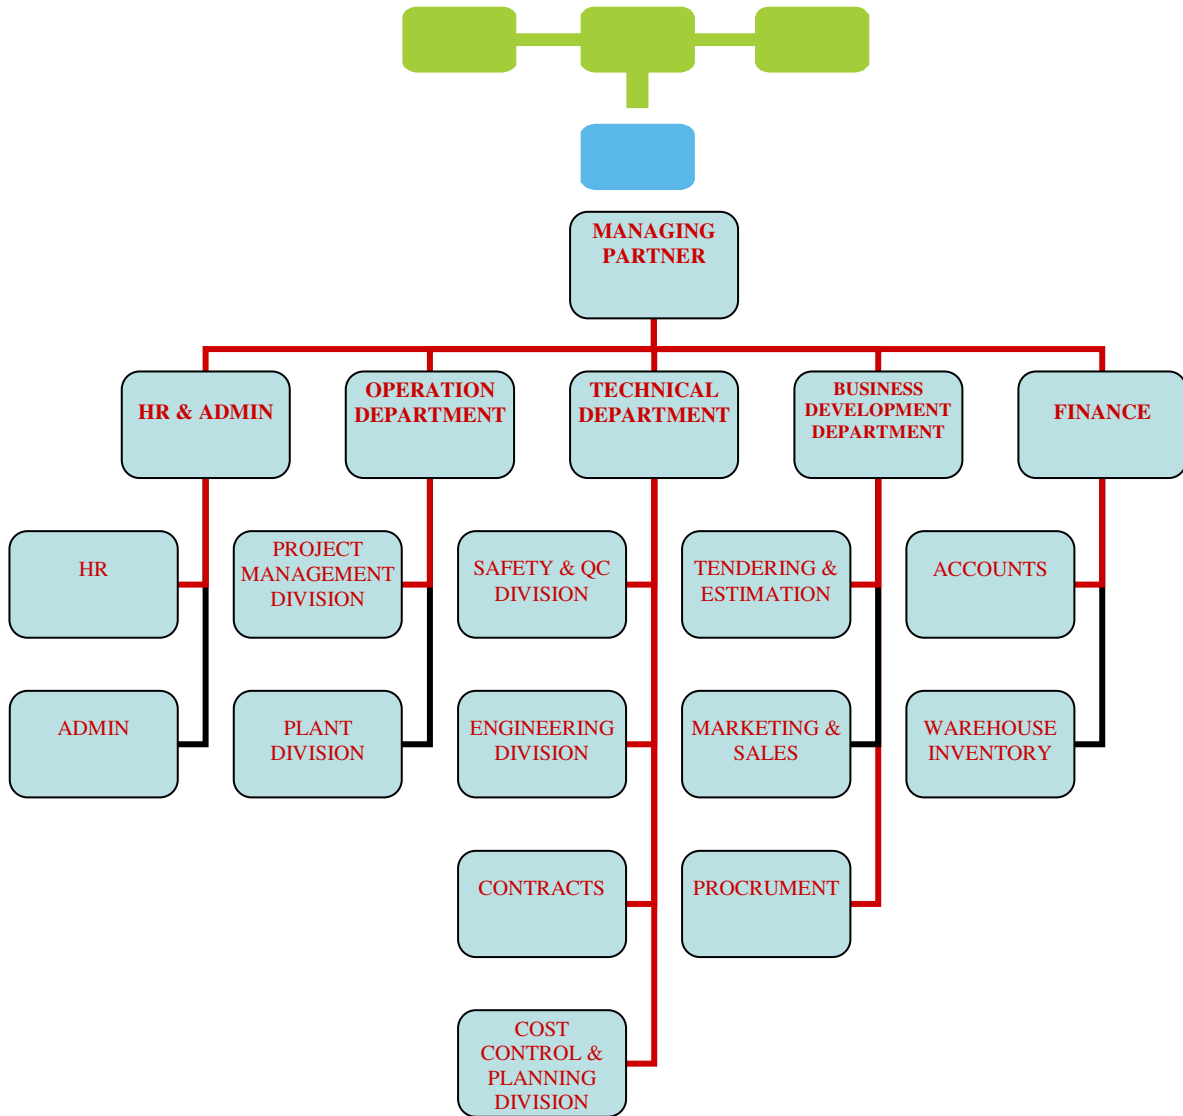 MANAGING
PARTNER
HR & ADMIN
OPERATION
DEPARTMENT
TECHNICAL
DEPARTMENT
BUSINESS
DEVELOPMENT
DEPARTMENT
FINANCE
HR
PROJECT
MANAGEMENT
DIVISION
SAFETY & QC
DIVISION
TENDERING &
ESTIMATION
ACCOUNTS
ADMIN
PLANT
DIVISION
ENGINEERING
DIVISION
MARKETING &
SALES
WAREHOUSE
INVENTORY
CONTRACTS
PROCRUMENT
COST
CONTROL &
PLANNING
DIVISION